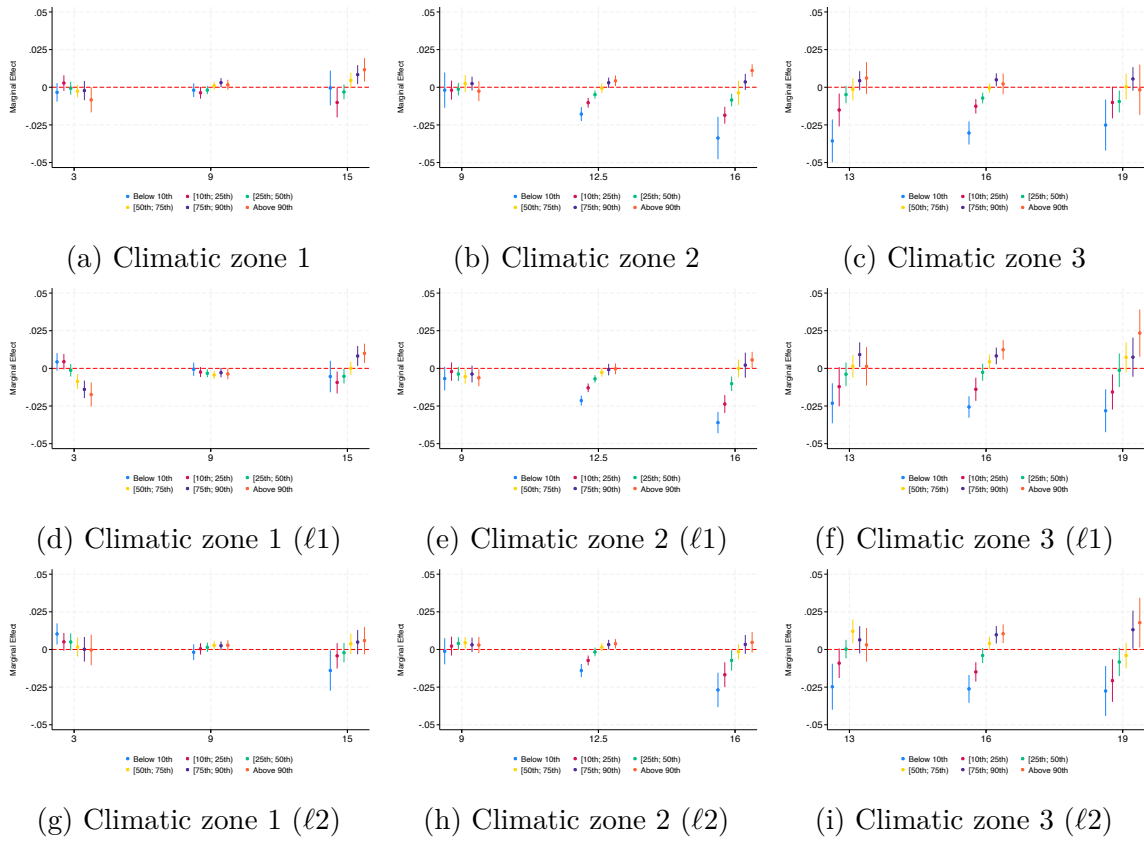 .05
.025
0
-.025
-.05
Marginal Effect
3 9 15
Below 10th [10th; 25th) [25th; 50th)
[50th; 75th) [75th; 90th) Above 90th
(a) Climatic zone 1
.05
.025
0
-.025
-.05
Marginal Effect
9 12.5 16
Below 10th [10th; 25th) [25th; 50th)
[50th; 75th) [75th; 90th) Above 90th
(b) Climatic zone 2
.05
.025
0
-.025
-.05
Marginal Effect
13 16 19
Below 10th [10th; 25th) [25th; 50th)
[50th; 75th) [75th; 90th) Above 90th
(c) Climatic zone 3
.05
.025
0
-.025
-.05
Marginal Effect
3 9 15
Below 10th [10th; 25th) [25th; 50th)
[50th; 75th) [75th; 90th) Above 90th
(d) Climatic zone 1 (ℓ1)
.05
.025
0
-.025
-.05
Marginal Effect
9 12.5 16
Below 10th [10th; 25th) [25th; 50th)
[50th; 75th) [75th; 90th) Above 90th
(e) Climatic zone 2 (ℓ1)
.05
.025
0
-.025
-.05
Marginal Effect
13 16 19
Below 10th [10th; 25th) [25th; 50th)
[50th; 75th) [75th; 90th) Above 90th
(f) Climatic zone 3 (ℓ1)
.05
.025
0
-.025
-.05
Marginal Effect
3 9 15
Below 10th [10th; 25th) [25th; 50th)
[50th; 75th) [75th; 90th) Above 90th
(g) Climatic zone 1 (ℓ2)
.05
.025
0
-.025
-.05
Marginal Effect
9 12.5 16
Below 10th [10th; 25th) [25th; 50th)
[50th; 75th) [75th; 90th) Above 90th
(h) Climatic zone 2 (ℓ2)
.05
.025
0
-.025
-.05
Marginal Effect
13 16 19
Below 10th [10th; 25th) [25th; 50th)
[50th; 75th) [75th; 90th) Above 90th
(i) Climatic zone 3 (ℓ2)